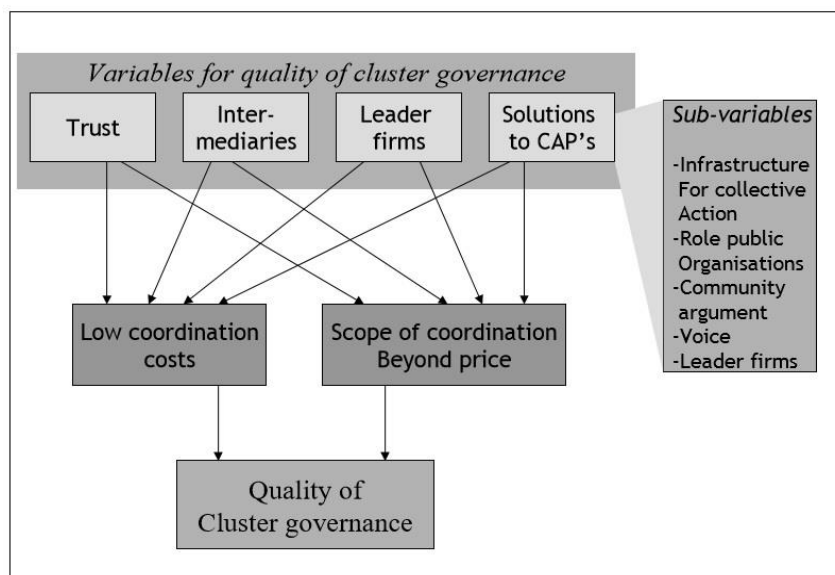 Variables for quality of cluster governance
Trust
Inter-
mediaries
Leader
firms
Solutions
to CAP's
Sub-variables
-Infrastructure
For collective
Action
-Role public
Organisations
-Community
argument
-Voice
-Leader firms
Low coordination
costs
Scope of coordination
Beyond price
Quality of
Cluster governance